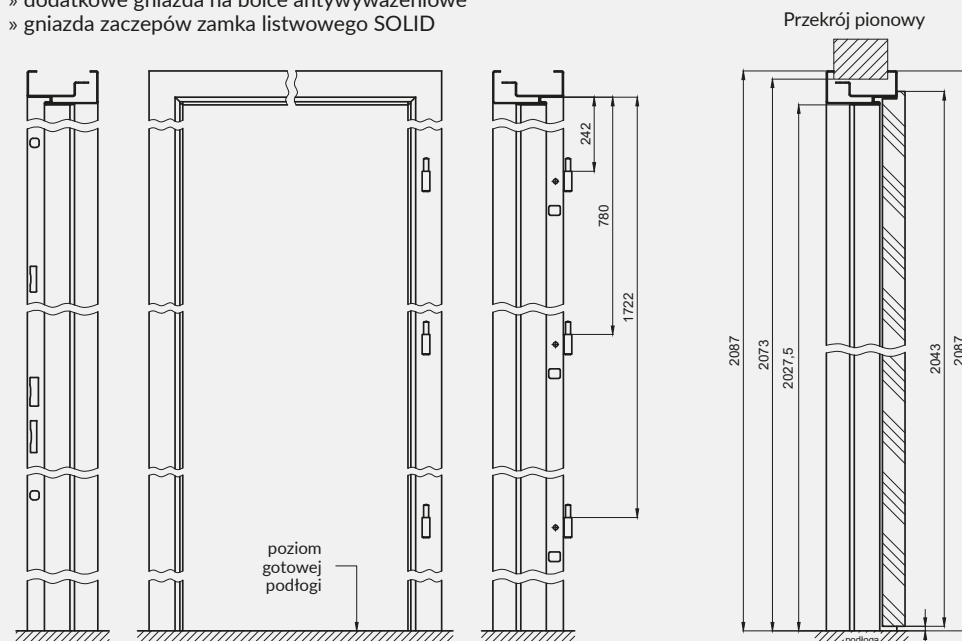 » dodatkowe gniazda na bolce antywyważeniowe
» gniazda zaczepów zamka listwowego SOLID
Przekrój pionowy
242
780
1722
2087
2073
2027,5
2043
2087
poziom
gotowej
podłogi
podłoga